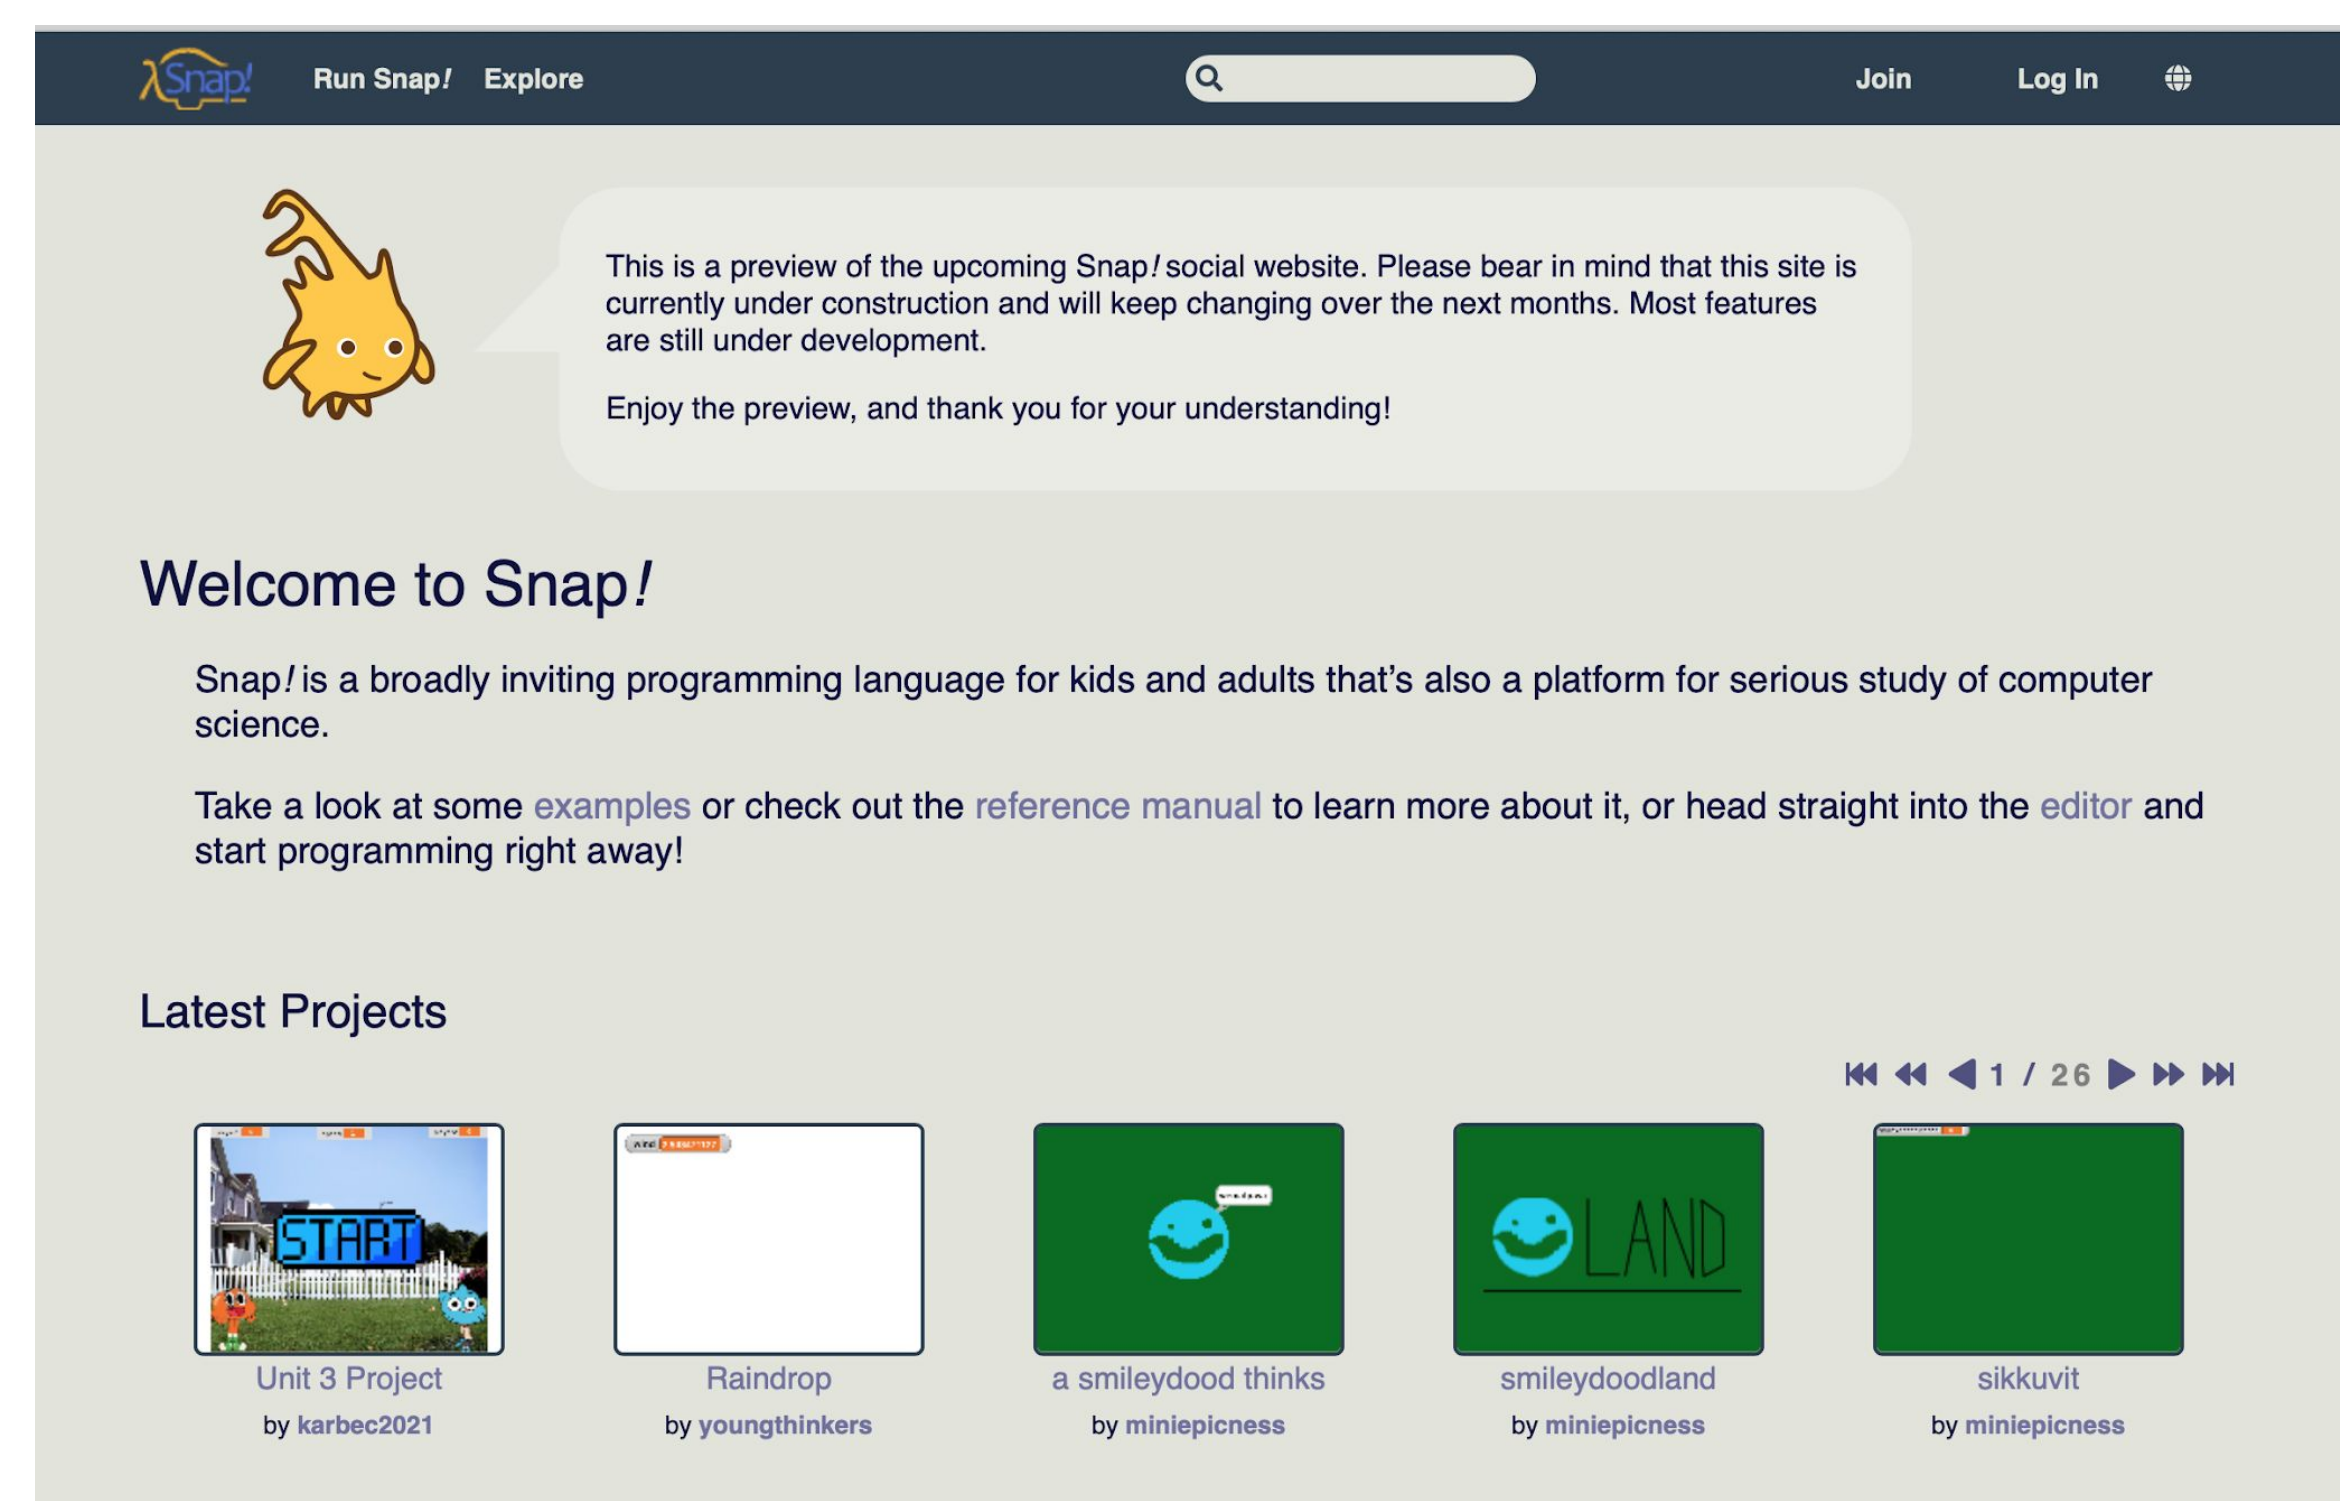 λSnap! Run Snap! Explore Join Log In
This is a preview of the upcoming Snap! social website. Please bear in mind that this site is
currently under construction and will keep changing over the next months. Most features
are still under development.
Enjoy the preview, and thank you for your understanding!
Welcome to Snap!
Snap! is a broadly inviting programming language for kids and adults that’s also a platform for serious study of computer
science.
Take a look at some examples or check out the reference manual to learn more about it, or head straight into the editor and
start programming right away!
Latest Projects
1 / 26
START
wind
LAND
Unit 3 Project
by karbec2021
Raindrop
by youngthinkers
a smileydood thinks
by miniepicness
smileydoodland
by miniepicness
sikkuvit
by miniepicness